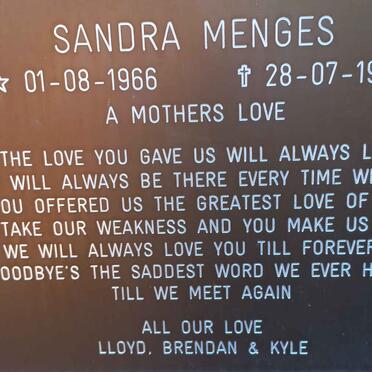 SANDRA MENGES
☆ 01-08-1966 ✝ 28-07-19
A MOTHERS LOVE
THE LOVE YOU GAVE US WILL ALWAYS L
WILL ALWAYS BE THERE EVERY TIME W
OU OFFERED US THE GREATEST LOVE OF
TAKE OUR WEAKNESS AND YOU MAKE US
WE WILL ALWAYS LOVE YOU TILL FOREVER
OODBYE'S THE SADDEST WORD WE EVER H
TILL WE MEET AGAIN
ALL OUR LOVE
LLOYD, BRENDAN & KYLE